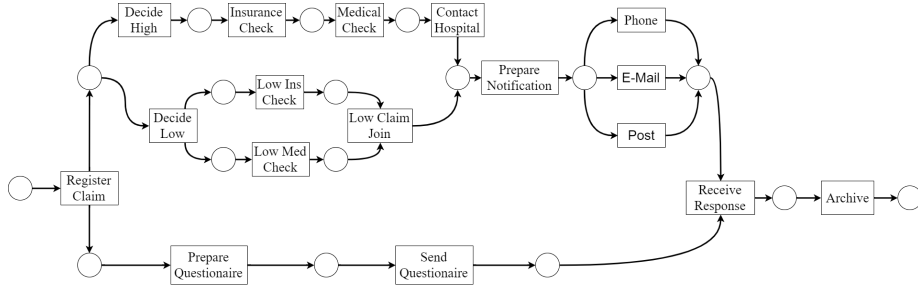 Decide
High
Insurance
Check
Medical
Check
Contact
Hospital
Phone
Prepare
Notification
E-Mail
Low Ins
Check
Decide
Low
Low Claim
Join
Post
Low Med
Check
Register
Claim
Receive
Response
Archive
Prepare
Questionaire
Send
Questionaire